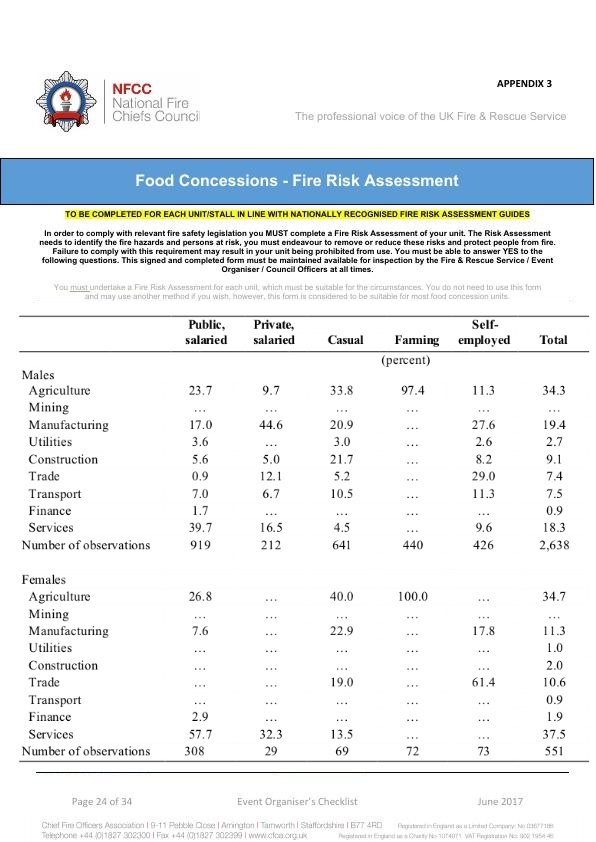 NFCC
National Fire
Chiefs Council
APPENDIX 3
The professional voice of the UK Fire & Rescue Service
Food Concessions - Fire Risk Assessment
TO BE COMPLETED FOR EACH UNIT/STALL IN LINE WITH NATIONALLY RECOGNISED FIRE RISK ASSESSMENT GUIDES
In order to comply with relevant fire safety legislation you MUST complete a Fire Risk Assessment of your unit. The Risk Assessment
needs to identify the fire hazards and persons at risk, you must endeavour to remove or reduce these risks and protect people from fire.
Failure to comply with this requirement may result in your unit being prohibited from use. You must be able to answer YES to the
following questions. This signed and completed form must be maintained available for inspection by the Fire & Rescue Service / Event
Organiser / Council Officers at all times.
You must undertake a Fire Risk Assessment for each unit, which must be suitable for the circumstances. You do not need to use this form
and may use another method if you wish, however, this form is considered to be suitable for most food concession units.
Public, Private, Self-
salaried salaried Casual Farming employed Total
(percent)
Males
Agriculture 23.7 9.7 33.8 97.4 11.3 34.3
Mining … … … … … …
Manufacturing 17.0 44.6 20.9 … 27.6 19.4
Utilities 3.6 … 3.0 … 2.6 2.7
Construction 5.6 5.0 21.7 … 8.2 9.1
Trade 0.9 12.1 5.2 … 29.0 7.4
Transport 7.0 6.7 10.5 … 11.3 7.5
Finance 1.7 … … … … 0.9
Services 39.7 16.5 4.5 … 9.6 18.3
Number of observations 919 212 641 440 426 2,638
Females
Agriculture 26.8 … 40.0 100.0 … 34.7
Mining … … … … … …
Manufacturing 7.6 … 22.9 … 17.8 11.3
Utilities … … … … … 1.0
Construction … … … … … 2.0
Trade … … 19.0 … 61.4 10.6
Transport … … … … … 0.9
Finance 2.9 … … … … 1.9
Services 57.7 32.3 13.5 … … 37.5
Number of observations 308 29 69 72 73 551
Page 24 of 34 Event Organiser's Checklist June 2017
Chief Fire Officers Association | 9-11 Pebble Close | Amington | Tamworth | Staffordshire | B77 4RD Registered in England as a Limited Company: No 03677186
Telephone +44 (0)1827 302300 | Fax +44 (0)1827 302399 | www.cfoa.org.uk Registered in England as a Charity No 1074071 VAT Registration No: 902 1954 46